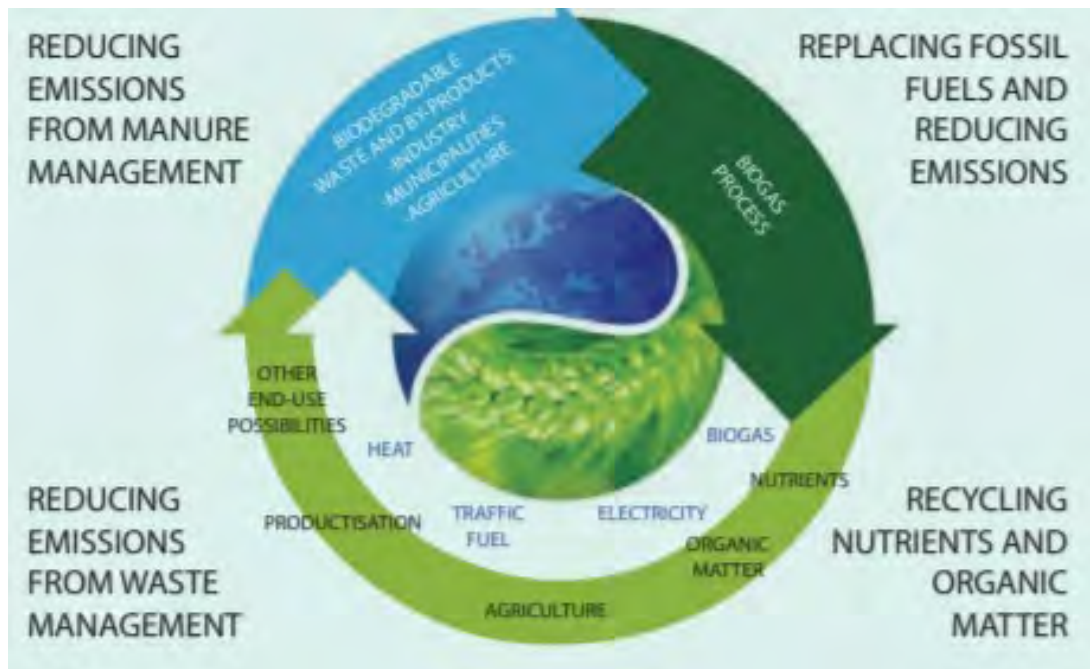 REDUCING
EMISSIONS
FROM MANURE
MANAGEMENT
REPLACING FOSSIL
FUELS AND
REDUCING
EMISSIONS
BIODEGRADABLE
WASTE AND BY-PRODUCTS
-INDUSTRY
-MUNICIPALITIES
-AGRICULTURE
BIOGAS
PROCESS
OTHER
END-USE
POSSIBILITIES
HEAT
BIOGAS
NUTRIENTS
PRODUCTISATION
TRAFFIC
FUEL
ELECTRICITY
ORGANIC
MATTER
AGRICULTURE
REDUCING
EMISSIONS
FROM WASTE
MANAGEMENT
RECYCLING
NUTRIENTS AND
ORGANIC
MATTER